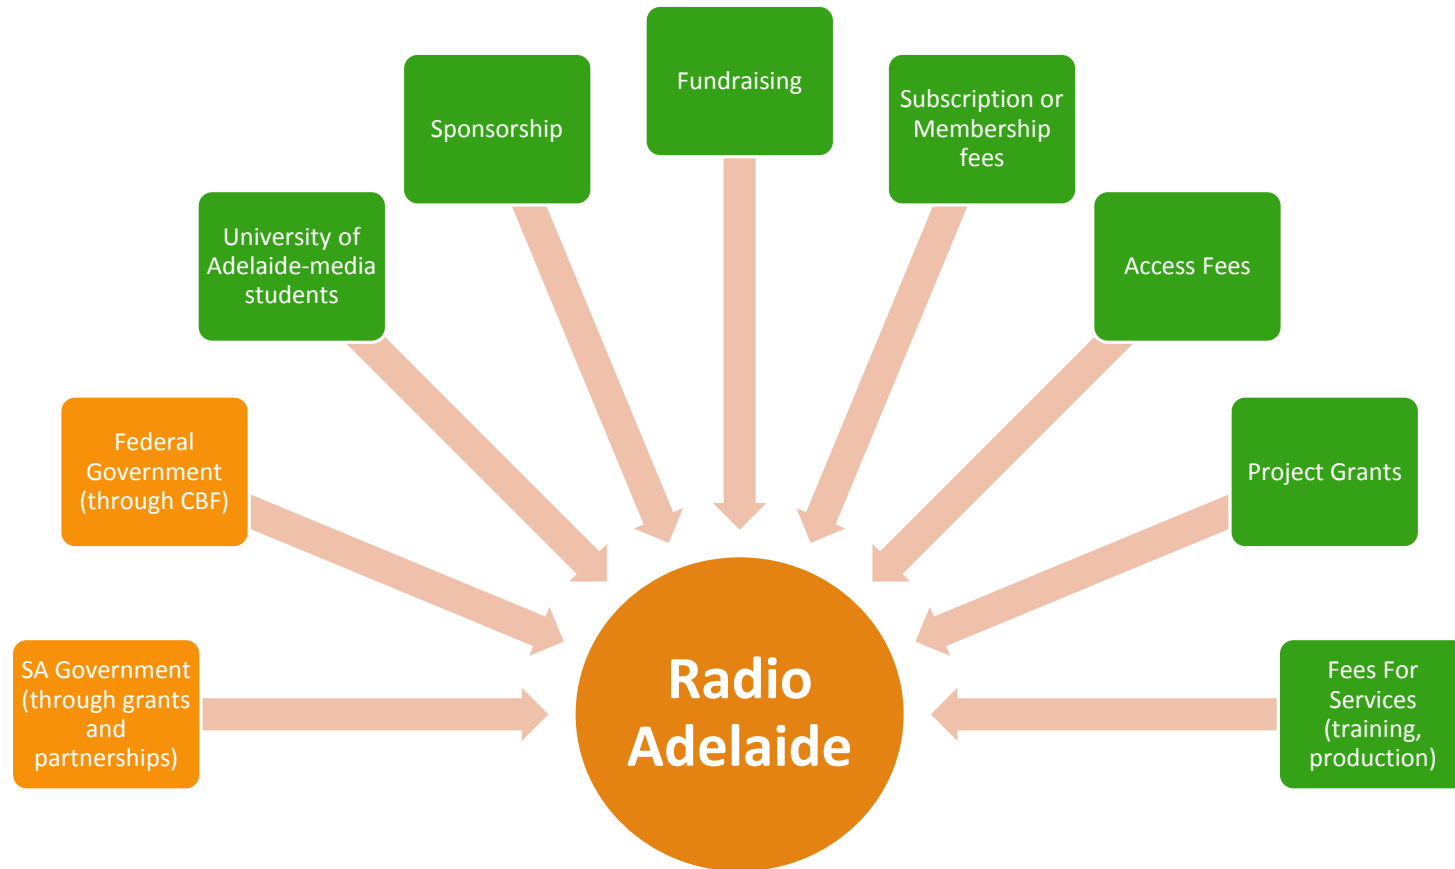 Fundraising
Sponsorship
Subscription or
Membership
fees
University of
Adelaide-media
students
Access Fees
Federal
Government
(through CBF)
Project Grants
SA Government
(through grants
and
partnerships)
Radio
Adelaide
Fees For
Services
(training,
production)